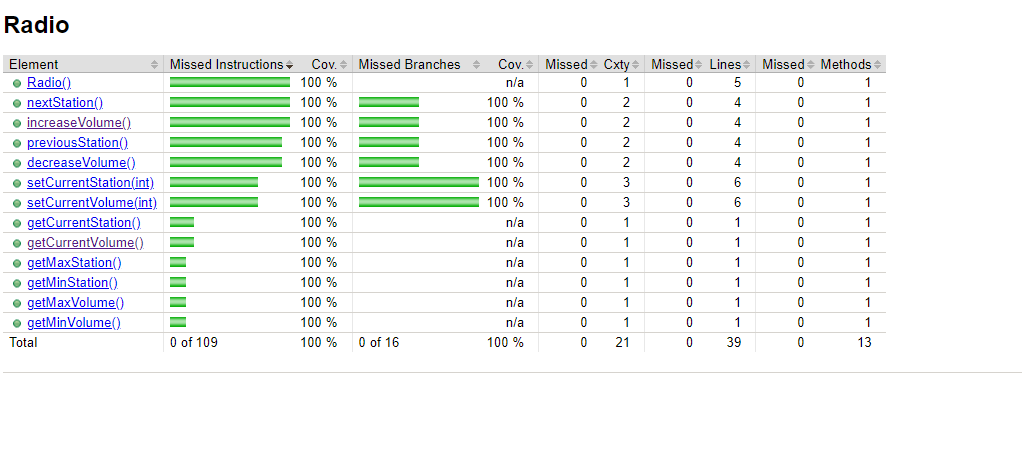 Radio
Element Missed Instructions Cov. Missed Branches Cov. Missed Cxty Missed Lines Missed Methods
Radio() 100 % n/a 0 1 0 5 0 1
nextStation() 100 % 100 % 0 2 0 4 0 1
increaseVolume() 100 % 100 % 0 2 0 4 0 1
previousStation() 100 % 100 % 0 2 0 4 0 1
decreaseVolume() 100 % 100 % 0 2 0 4 0 1
setCurrentStation(int) 100 % 100 % 0 3 0 6 0 1
setCurrentVolume(int) 100 % 100 % 0 3 0 6 0 1
getCurrentStation() 100 % n/a 0 1 0 1 0 1
getCurrentVolume() 100 % n/a 0 1 0 1 0 1
getMaxStation() 100 % n/a 0 1 0 1 0 1
getMinStation() 100 % n/a 0 1 0 1 0 1
getMaxVolume() 100 % n/a 0 1 0 1 0 1
getMinVolume() 100 % n/a 0 1 0 1 0 1
Total 0 of 109 100 % 0 of 16 100 % 0 21 0 39 0 13